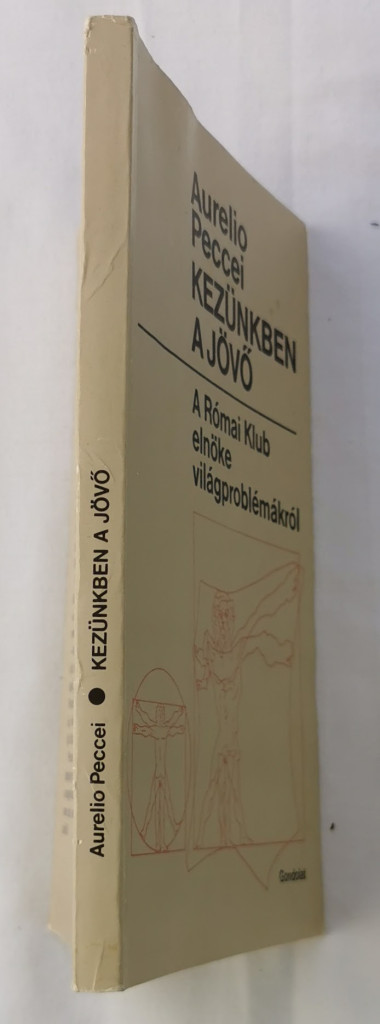 Aurelio
Peccei
KEZÜNKBEN
A JÖVŐ
A Római Klub
elnöke
világproblémákról
Gondolat
Aurelio Peccei ● KEZÜNKBEN A JÖVŐ